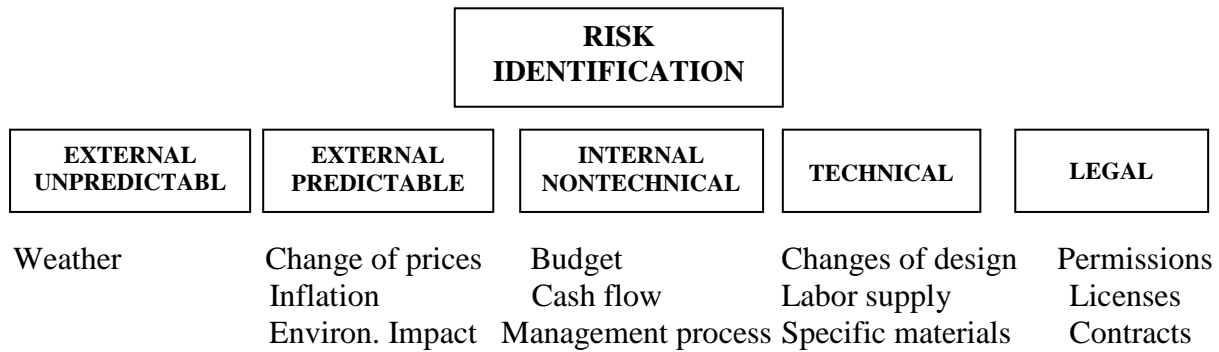 RISK
IDENTIFICATION
EXTERNAL
UNPREDICTABL
EXTERNAL
PREDICTABLE
INTERNAL
NONTECHNICAL
TECHNICAL
LEGAL
Weather Change of prices Budget Changes of design Permissions
Inflation Cash flow Labor supply Licenses
Environ. Impact Management process Specific materials Contracts